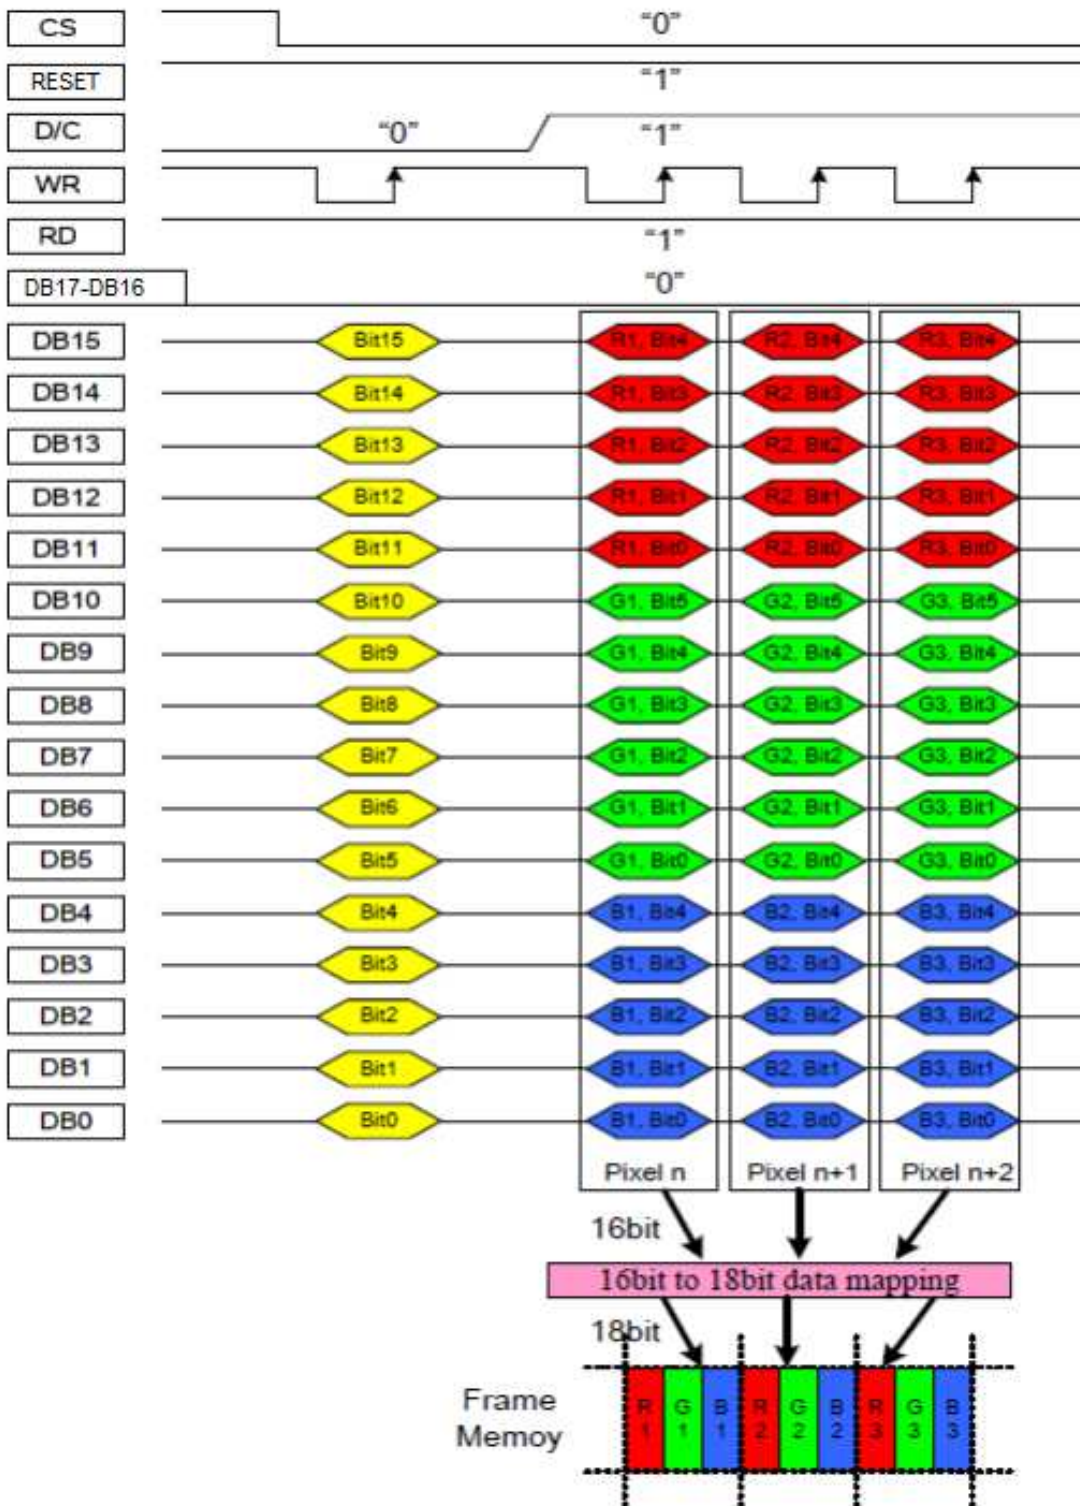 CS "0"
RESET "1"
D/C "0" "1"
WR
RD "1"
DB17-DB16 "0"
DB15 Bit15 R1, Bit4 R2, Bit4 R3, Bit4
DB14 Bit14 R1, Bit3 R2, Bit3 R3, Bit3
DB13 Bit13 R1, Bit2 R2, Bit2 R3, Bit2
DB12 Bit12 R1, Bit1 R2, Bit1 R3, Bit1
DB11 Bit11 R1, Bit0 R2, Bit0 R3, Bit0
DB10 Bit10 G1, Bit5 G2, Bit5 G3, Bit5
DB9 Bit9 G1, Bit4 G2, Bit4 G3, Bit4
DB8 Bit8 G1, Bit3 G2, Bit3 G3, Bit3
DB7 Bit7 G1, Bit2 G2, Bit2 G3, Bit2
DB6 Bit6 G1, Bit1 G2, Bit1 G3, Bit1
DB5 Bit5 G1, Bit0 G2, Bit0 G3, Bit0
DB4 Bit4 B1, Bit4 B2, Bit4 B3, Bit4
DB3 Bit3 B1, Bit3 B2, Bit3 B3, Bit3
DB2 Bit2 B1, Bit2 B2, Bit2 B3, Bit2
DB1 Bit1 B1, Bit1 B2, Bit1 B3, Bit1
DB0 Bit0 B1, Bit0 B2, Bit0 B3, Bit0
Pixel n Pixel n+1 Pixel n+2
16bit
16bit to 18bit data mapping
18bit
Frame
Memoy
R G B R G B R G B
1 1 1 2 2 2 3 3 3